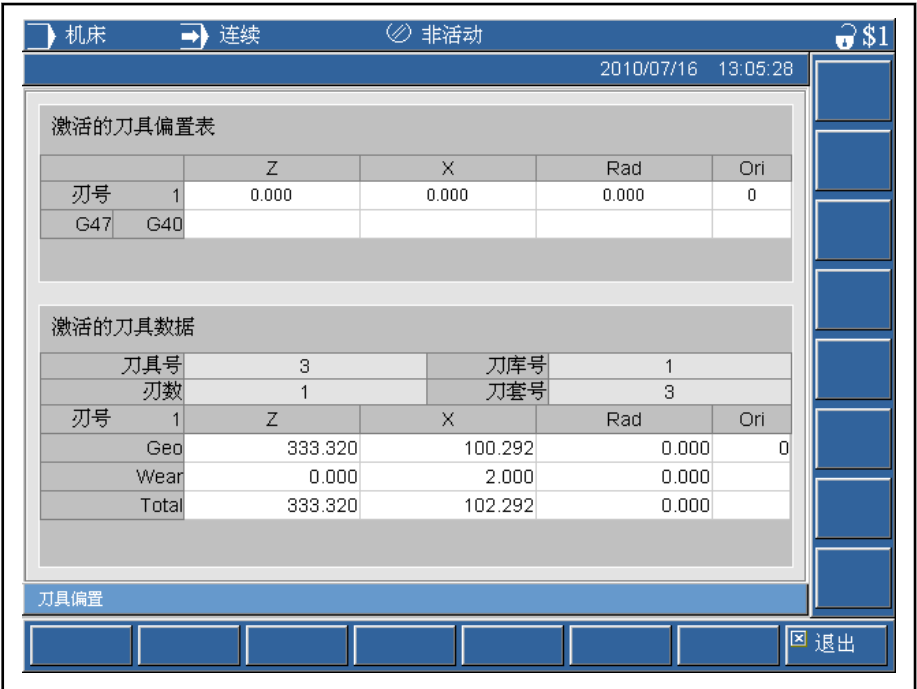 机床 连续 非活动 $1
2010/07/16 13:05:28
激活的刀具偏置表
Z X Rad Ori
刃号 1 0.000 0.000 0.000 0
G47 G40
激活的刀具数据
刀具号 3 刀库号 1
刃数 1 刀套号 3
刃号 1 Z X Rad Ori
Geo 333.320 100.292 0.000 0
Wear 0.000 2.000 0.000
Total 333.320 102.292 0.000
刀具偏置
退出